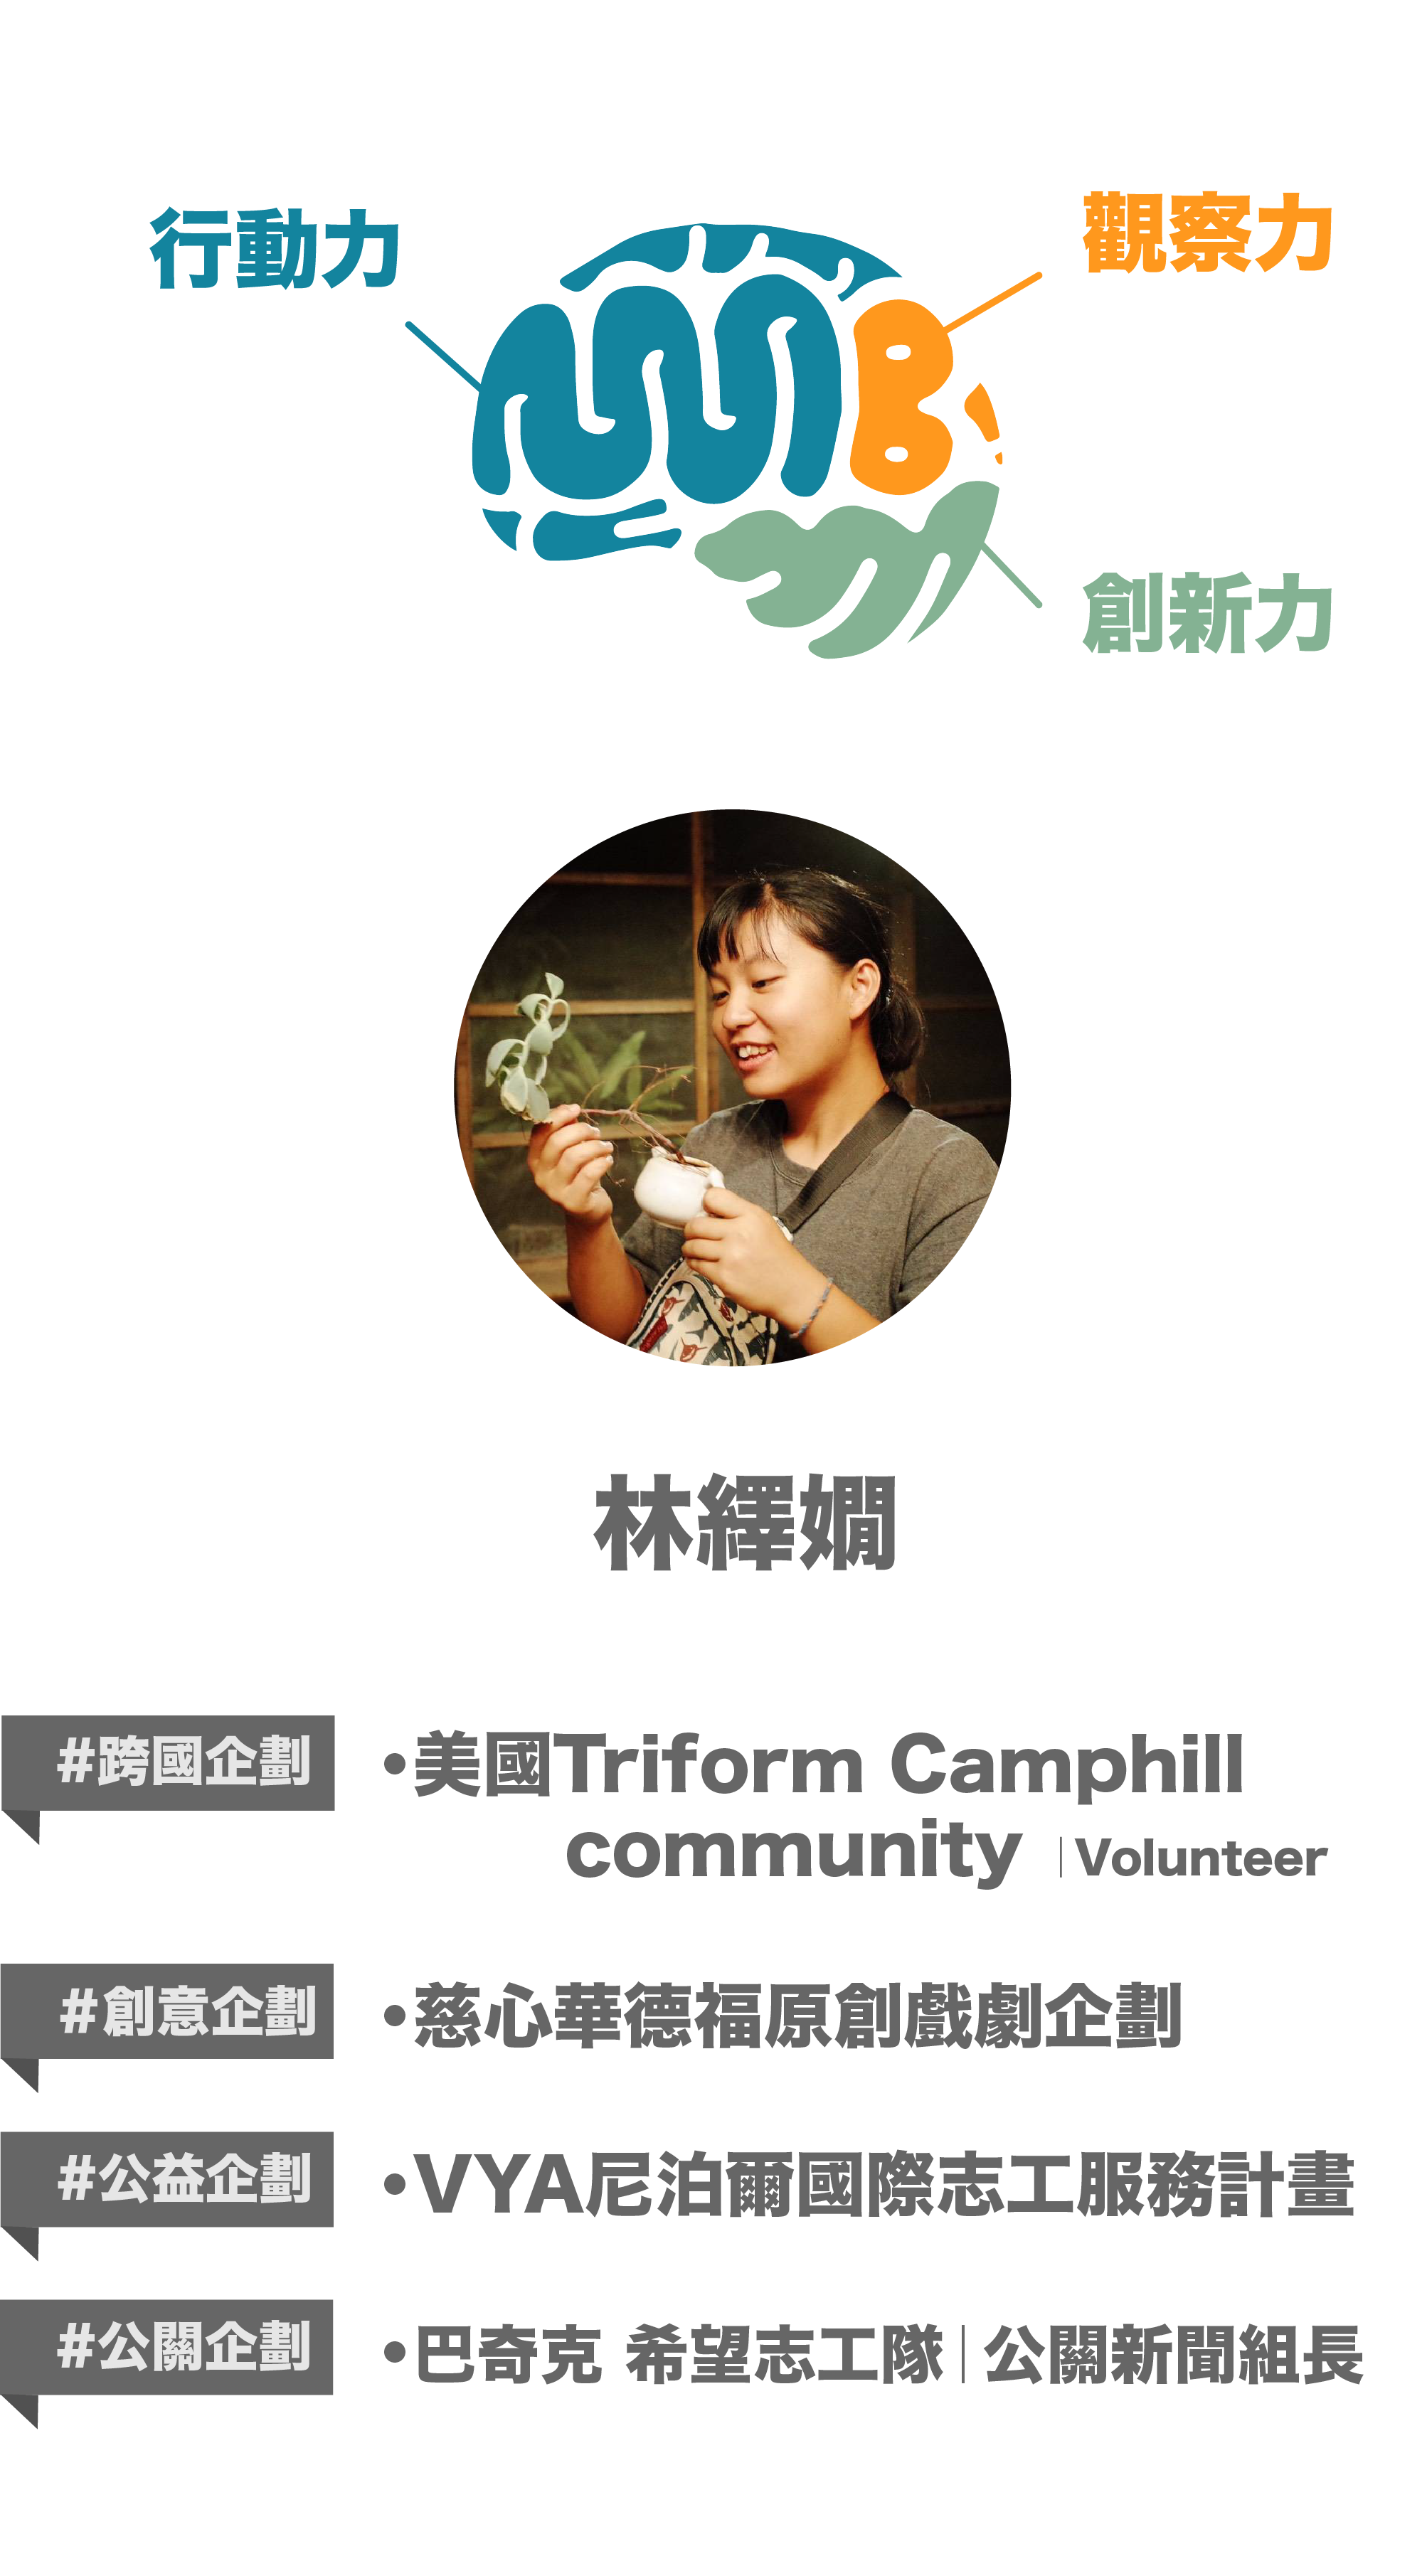 行動力
觀察力
創新力
林繹嫺
#跨國企劃
•美國Triform Camphill
community |Volunteer
#創意企劃
•慈心華德福原創戲劇企劃
#公益企劃
•VYA尼泊爾國際志工服務計畫
#公關企劃
•巴奇克 希望志工隊|公關新聞組長